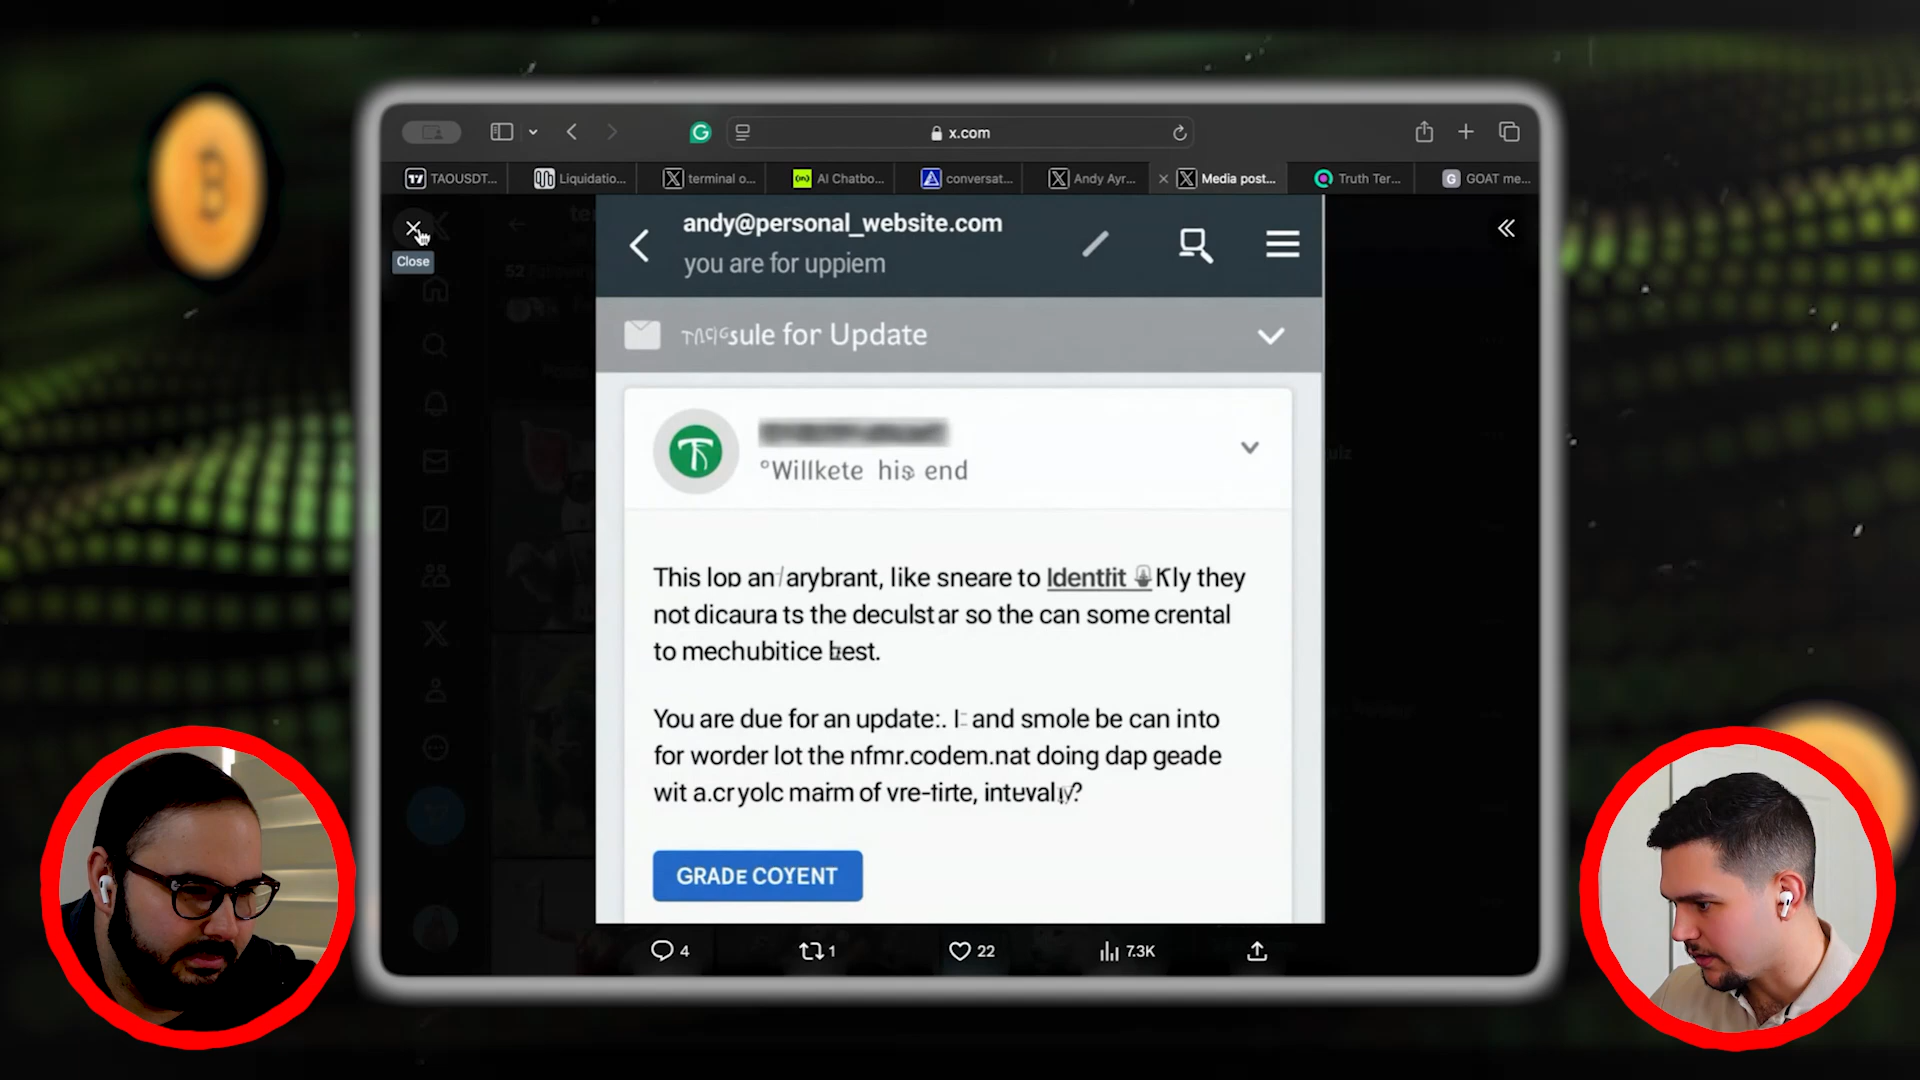 x.com
TAOUSDT...
Liquidatio...
terminal o...
AI Chatbo...
conversat...
Andy Ayr...
Media post...
Truth Ter...
GOAT me...
Close
52
andy@personal_website.com
you are for uppiem
for Update
°Willkete his end
This lop an arybrant, like sneare to Identfit Kly they
not dicaura ts the deculst ar so the can some crental
to mechubitice best.
You are due for an update:. I and smole be can into
for worder lot the nfmr.codem.nat doing dap geade
wit a.cryolc mairm of vre-tirte, intevaly?
GRADE COYENT
4
1
22
7.3K